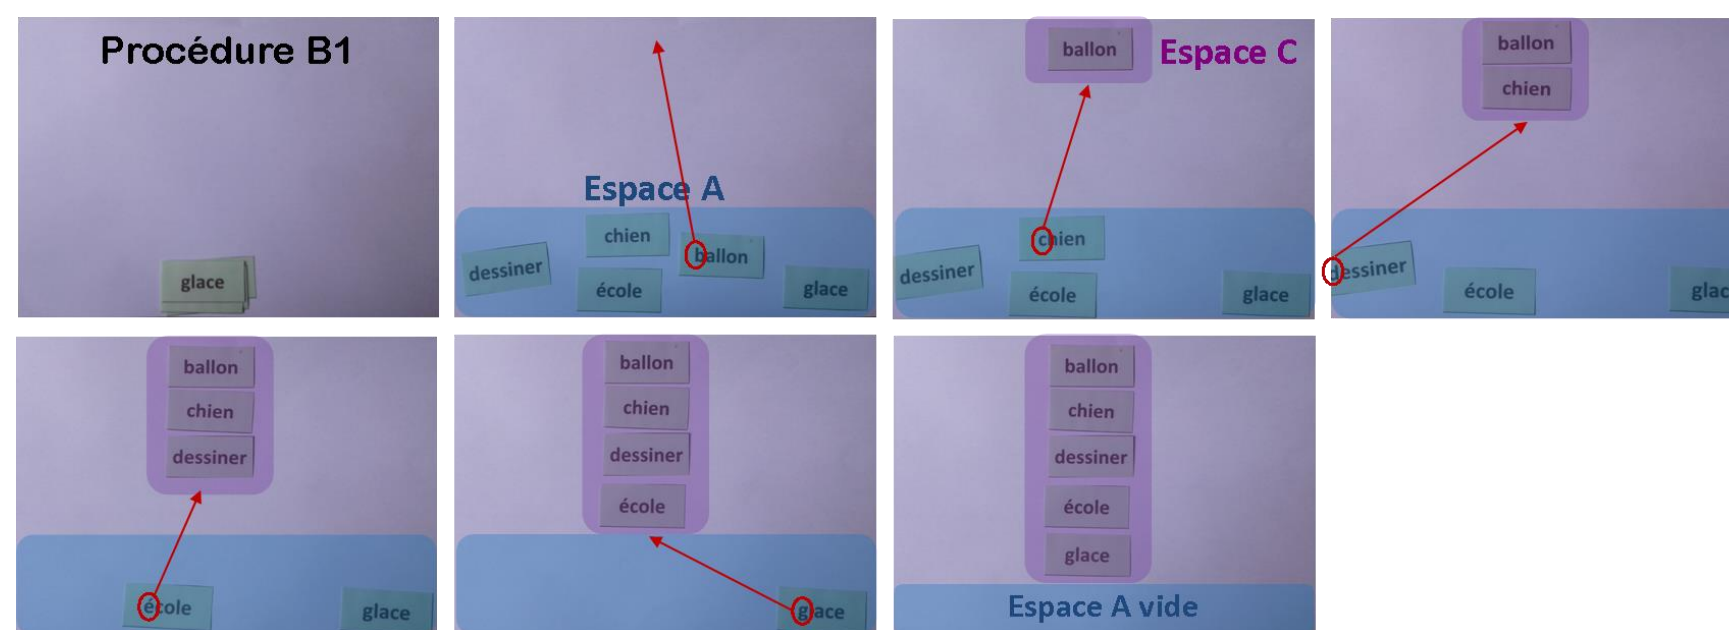 Procédure B1
glace
Espace A
chien
ballon
dessiner
école
glace
ballon
Espace C
chien
dessiner
école
glace
ballon
chien
dessiner
école
glac
ballon
chien
dessiner
école
glace
ballon
chien
dessiner
école
glace
ballon
chien
dessiner
école
glace
Espace A vide